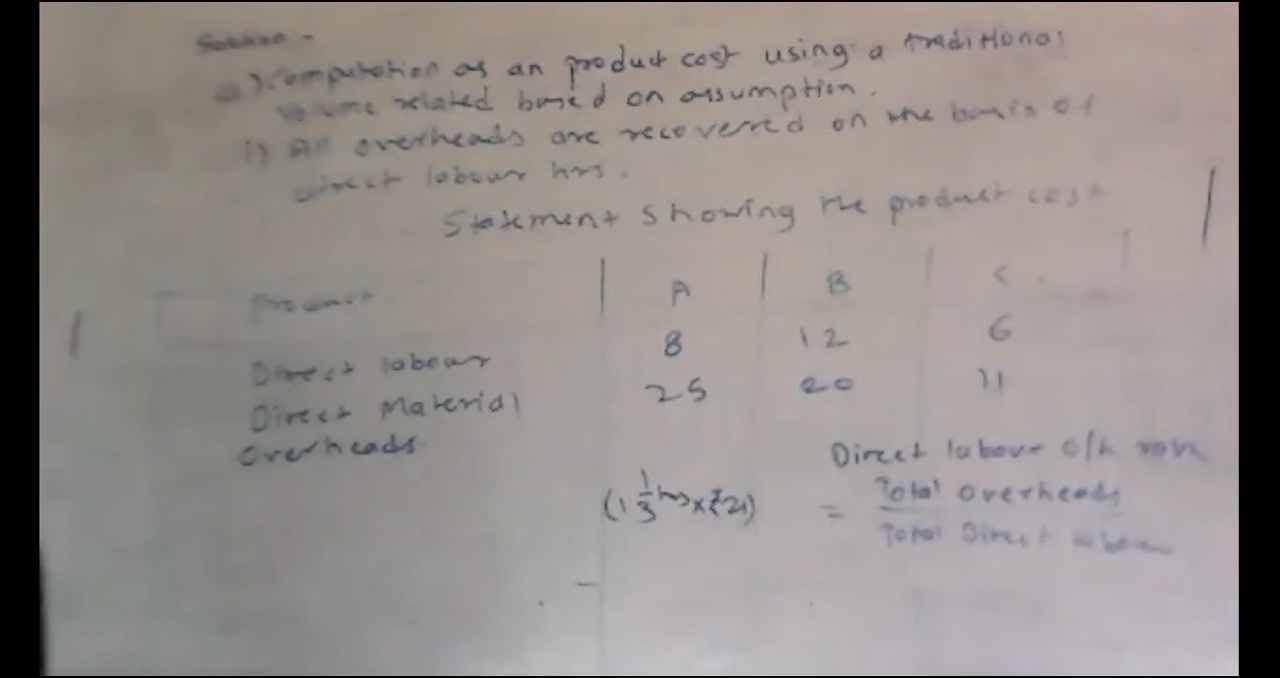 Solution -
a) Computation of an product cost using a traditional
volume related based on assumption.
i) All overheads are recovered on the basis of
direct labour hrs.
Statement showing the product cost
Product A B C
Direct labour 8 12 6
Direct Material 25 20 11
Overheads
Direct labour o/h rate
(1 1/3 hrs x ₹21) = Total overheads
Total Direct labour